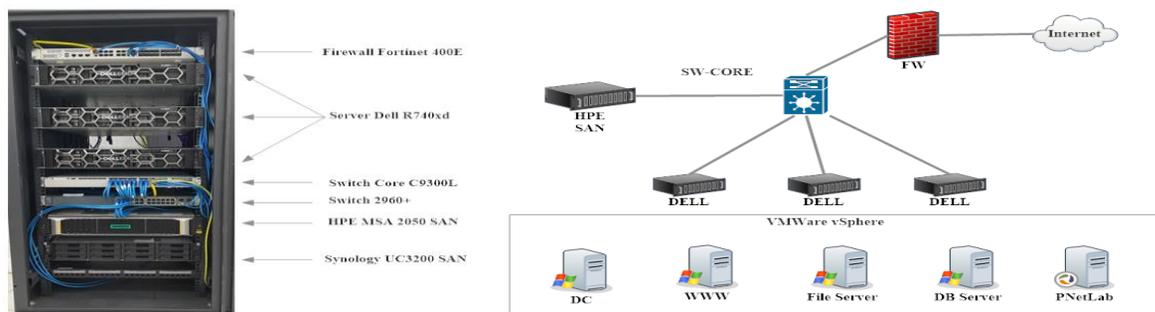 Firewall Fortinet 400E
Server Dell R740xd
Switch Core C9300L
Switch 2960+
HPE MSA 2050 SAN
Synology UC3200 SAN
Internet
FW
SW-CORE
HPE
SAN
DELL
DELL
DELL
VMWare vSphere
DC
WWW
File Server
DB Server
PNetLab